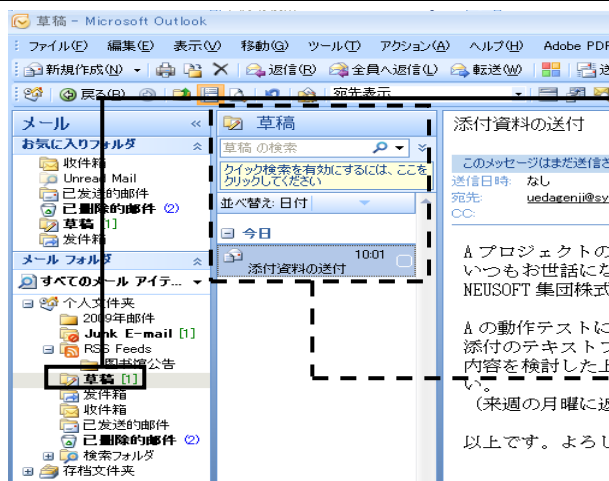 草稿 - Microsoft Outlook
ファイル(F) 編集(E) 表示(V) 移動(G) ツール(T) アクション(A) ヘルプ(H) Adobe PDF
新規作成(N) 返信(R) 全員へ返信(L) 転送(W) 送
戻る(B) 宛先表示
メール «
お気に入りフォルダ
收件箱
Unread Mail
已发送的邮件
已删除的邮件 (2)
草稿 [1]
发件箱
メール フォルダ
すべてのメール アイテ...
个人文件夹
2009年邮件
Junk E-mail [1]
RSS Feeds
图书馆公告
草稿 [1]
发件箱
收件箱
已发送的邮件
已删除的邮件 (2)
検索フォルダ
存档文件夹
草稿
草稿 の検索
クイック検索を有効にするには、ここを
クリックしてください
並べ替え: 日付
今日
10:01
添付資料の送付
添付資料の送付
このメッセージはまだ送信さ
送信日時: なし
宛先: uedagenji@sy
CC:
A プロジェクトの
いつもお世話にな
NEUSOFT 集団株式
A の動作テストに
添付のテキストフ
内容を検討した上
い。
（来週の月曜に返
以上です。よろし